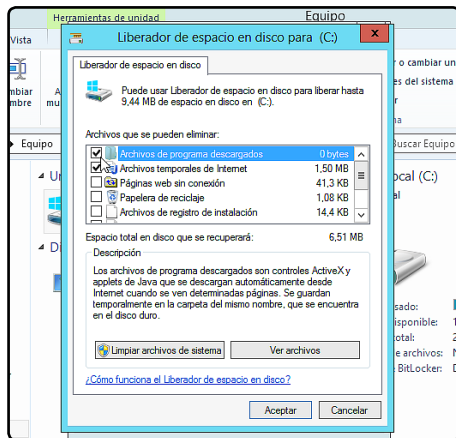 Herramientas de unidad
Equipo
Vista
Liberador de espacio en disco para (C:)
x
Liberador de espacio en disco
Puede usar Liberador de espacio en disco para liberar hasta
9,44 MB de espacio en disco en (C:).
Archivos que se pueden eliminar:
Archivos de programa descargados 0 bytes
Archivos temporales de Internet 1,50 MB
Páginas web sin conexión 41,3 KB
Papelera de reciclaje 1,08 KB
Archivos de registro de instalación 14,4 KB
Espacio total en disco que se recuperará: 6,51 MB
Descripción
Los archivos de programa descargados son controles ActiveX y
applets de Java que se descargan automáticamente desde
Internet cuando se ven determinadas páginas. Se guardan
temporalmente en la carpeta del mismo nombre, que se encuentra
en el disco duro.
Limpiar archivos de sistema
Ver archivos
¿Cómo funciona el Liberador de espacio en disco?
Aceptar
Cancelar
Equipo
o cambiar un
es del sistema
Buscar Equipo
ocal (C:)
sado:
isponible:
total:
e archivos:
BitLocker: